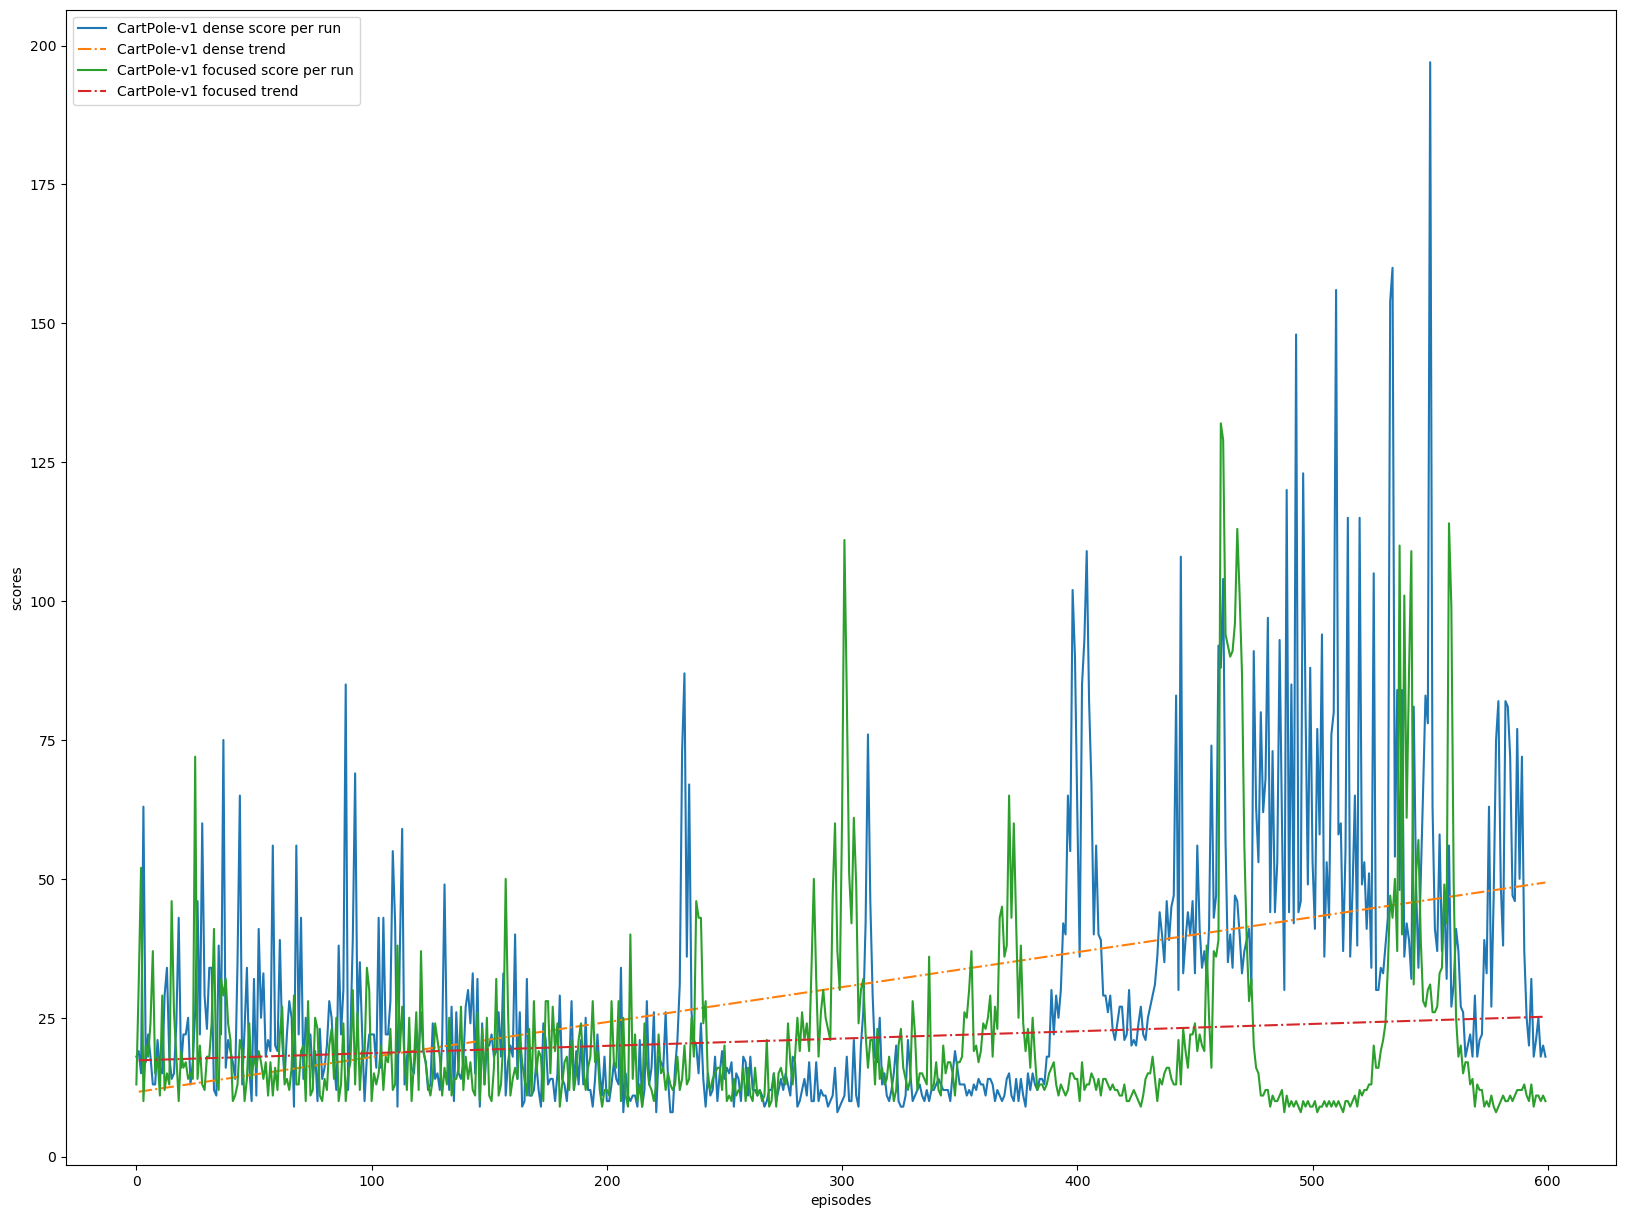 CartPole-v1 dense score per run
CartPole-v1 dense trend
CartPole-v1 focused score per run
CartPole-v1 focused trend
200
175
150
125
100
75
50
25
0
scores
0 100 200 300 400 500 600
episodes